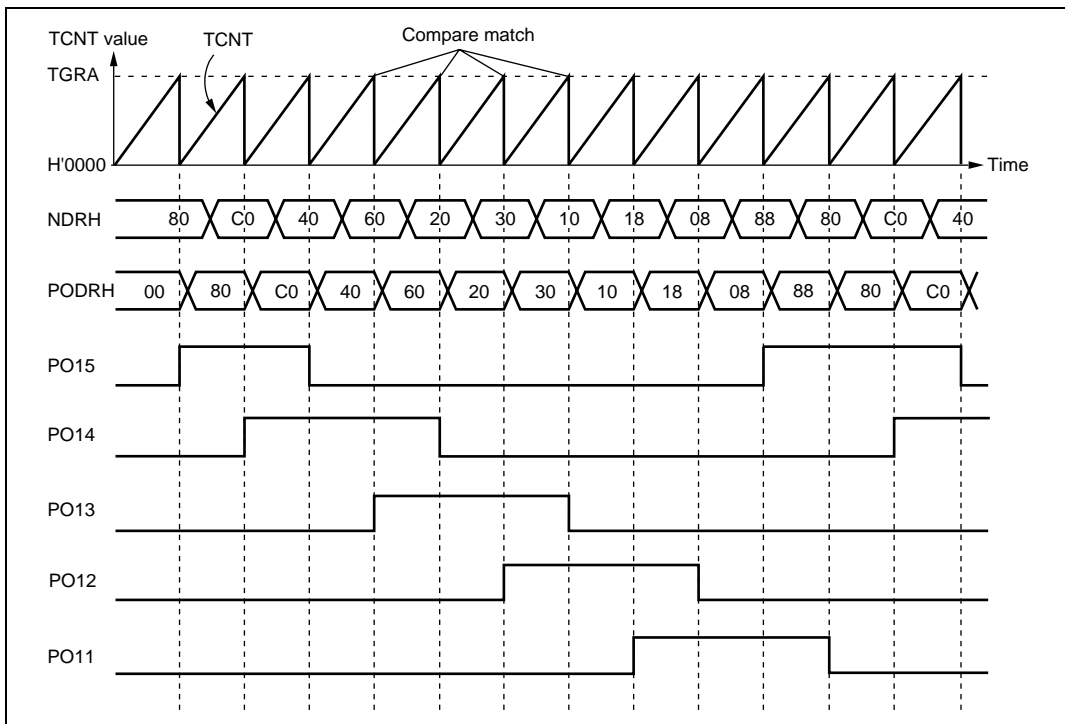 TCNT value
TCNT
Compare match
TGRA
H'0000
Time
NDRH 80 C0 40 60 20 30 10 18 08 88 80 C0 40
PODRH 00 80 C0 40 60 20 30 10 18 08 88 80 C0
PO15
PO14
PO13
PO12
PO11